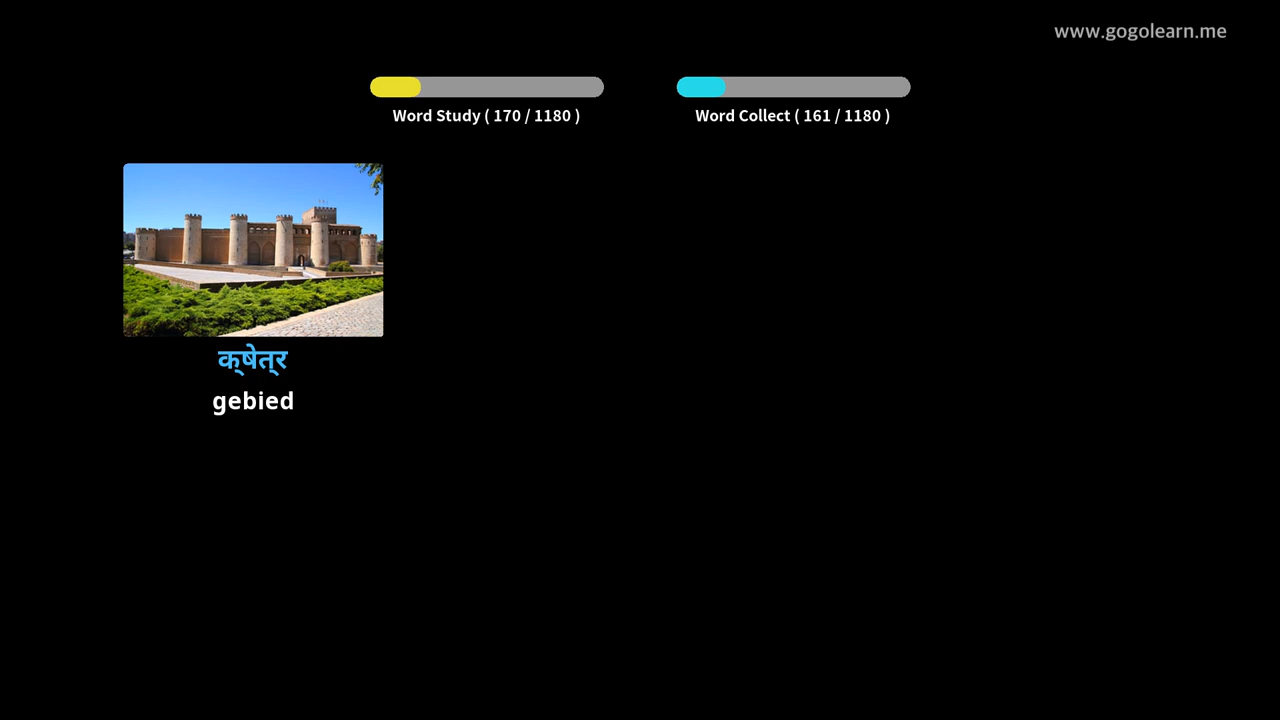 www.gogolearn.me
Word Study ( 170 / 1180 )
Word Collect ( 161 / 1180 )
क्षेत्र
gebied